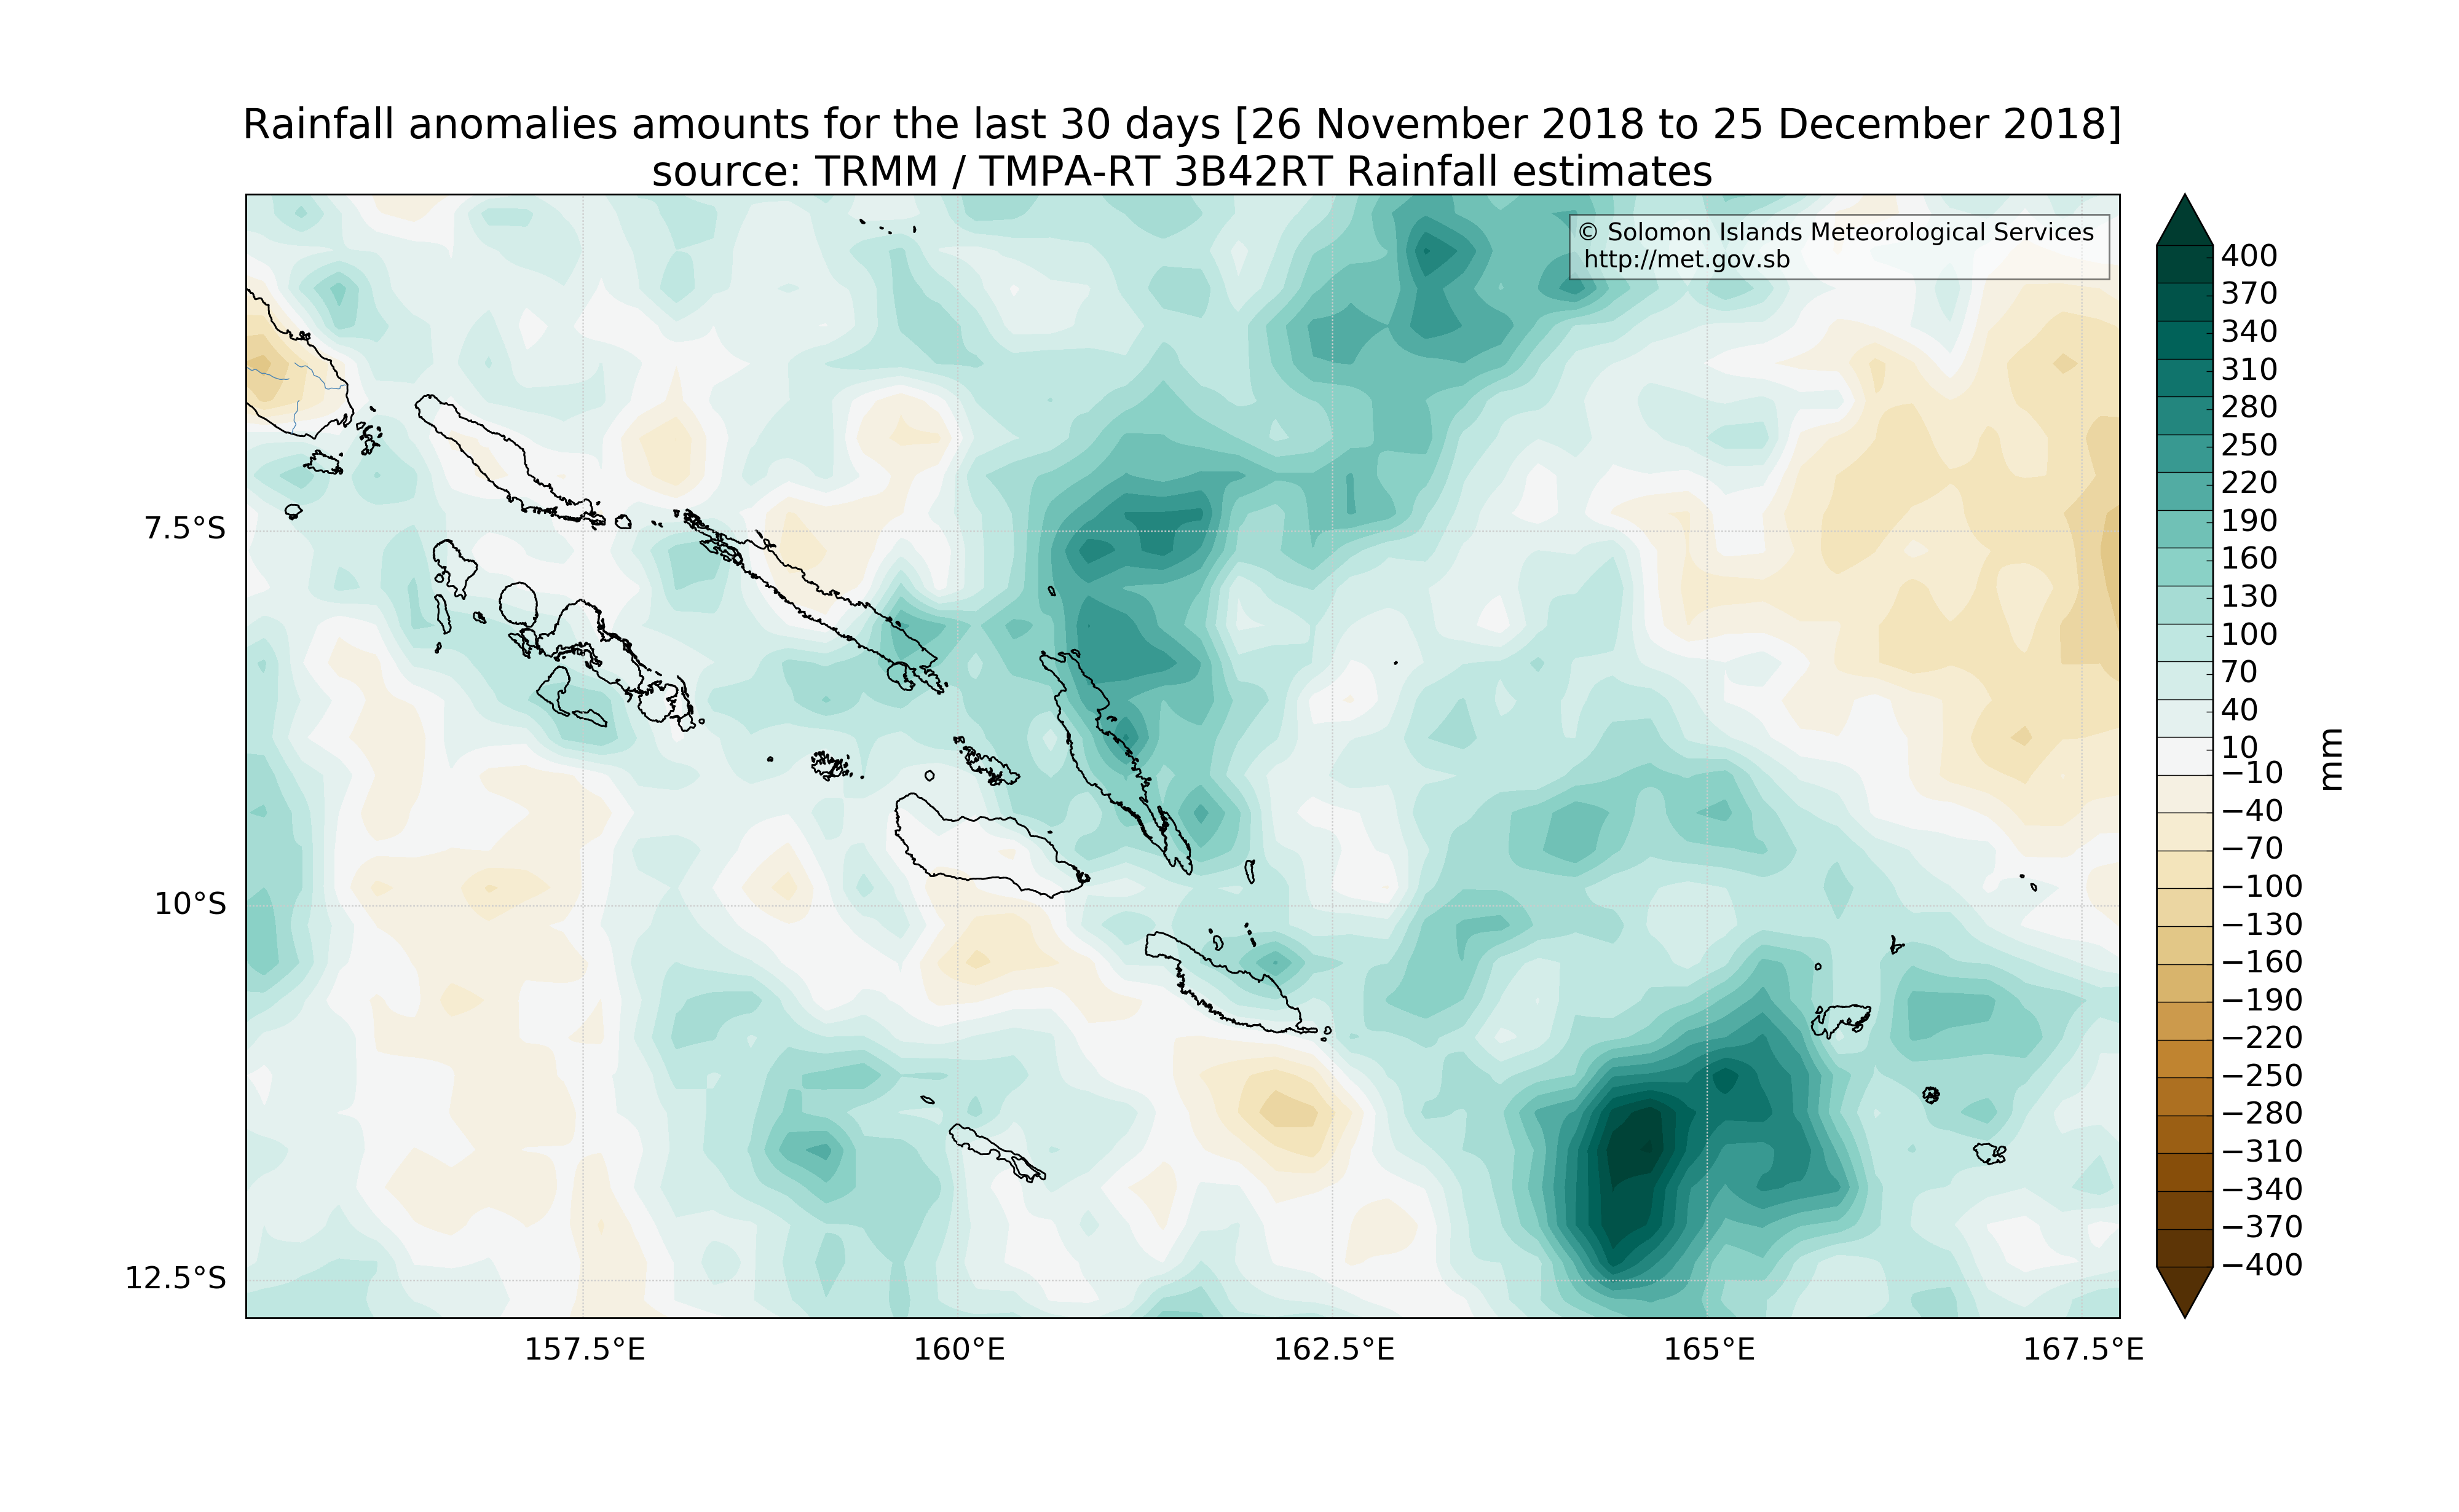 Rainfall anomalies amounts for the last 30 days [26 November 2018 to 25 December 2018]
source: TRMM / TMPA-RT 3B42RT Rainfall estimates
© Solomon Islands Meteorological Services
http://met.gov.sb
7.5°S
10°S
12.5°S
157.5°E
160°E
162.5°E
165°E
167.5°E
400
370
340
310
280
250
220
190
160
130
100
70
40
10
−10
−40
−70
−100
−130
−160
−190
−220
−250
−280
−310
−340
−370
−400
mm